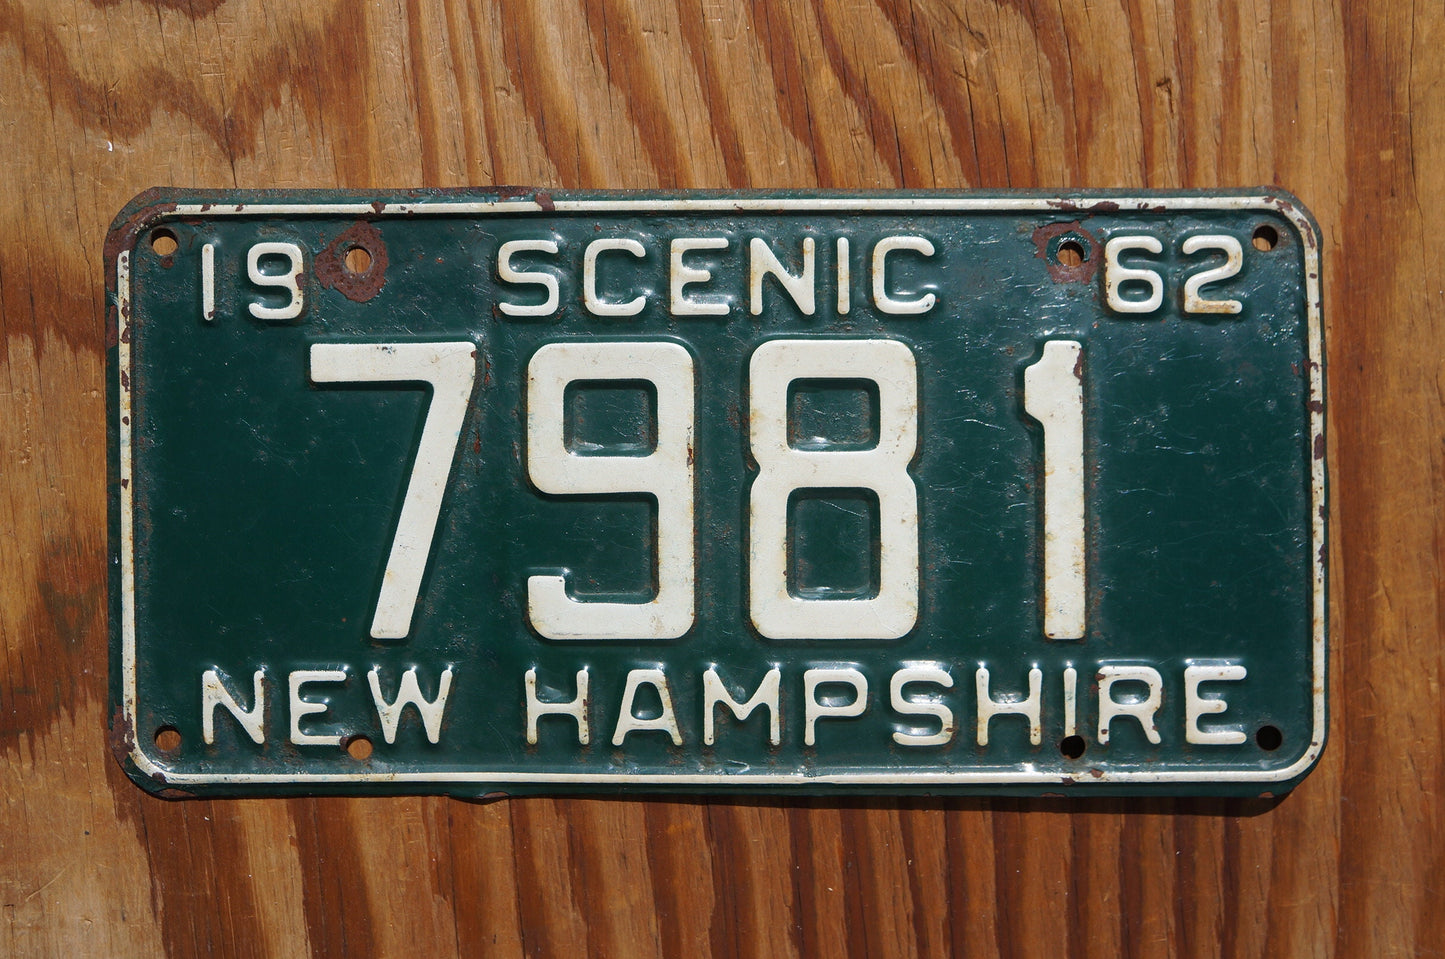 19 SCENIC 62
7981
NEW HAMPSHIRE